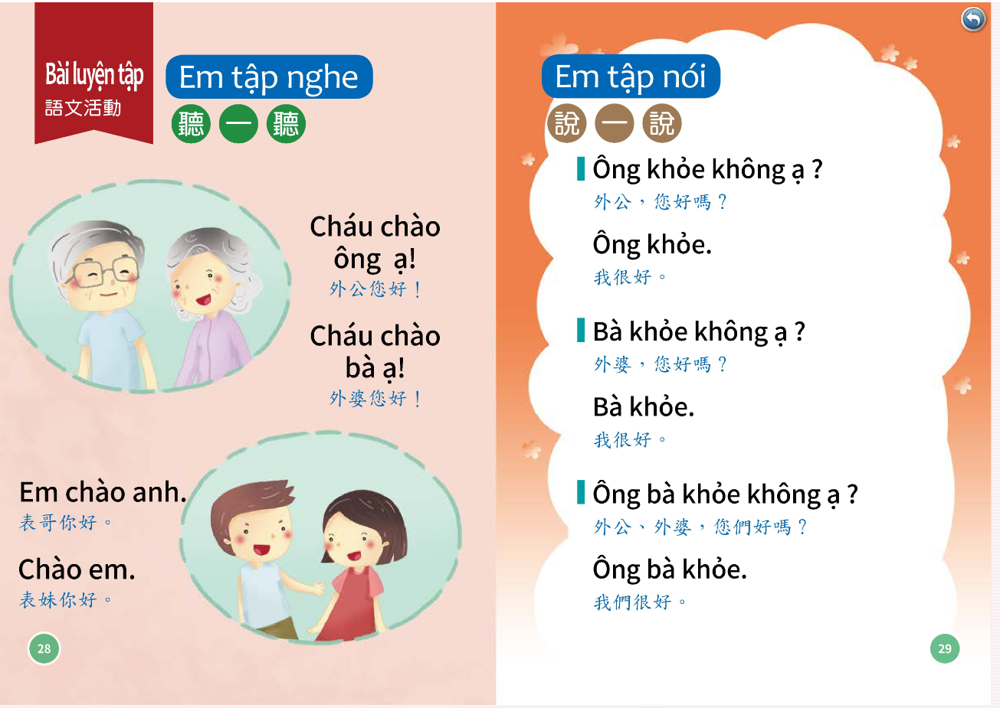 Bài luyện tập
語文活動
Em tập nghe
聽一聽
Cháu chào
ông ạ!
外公您好！
Cháu chào
bà ạ!
外婆您好！
Em chào anh.
表哥你好。
Chào em.
表妹你好。
28
Em tập nói
說一說
Ông khỏe không ạ ?
外公，您好嗎？
Ông khỏe.
我很好。
Bà khỏe không ạ ?
外婆，您好嗎？
Bà khỏe.
我很好。
Ông bà khỏe không ạ ?
外公、外婆，您們好嗎？
Ông bà khỏe.
我們很好。
29